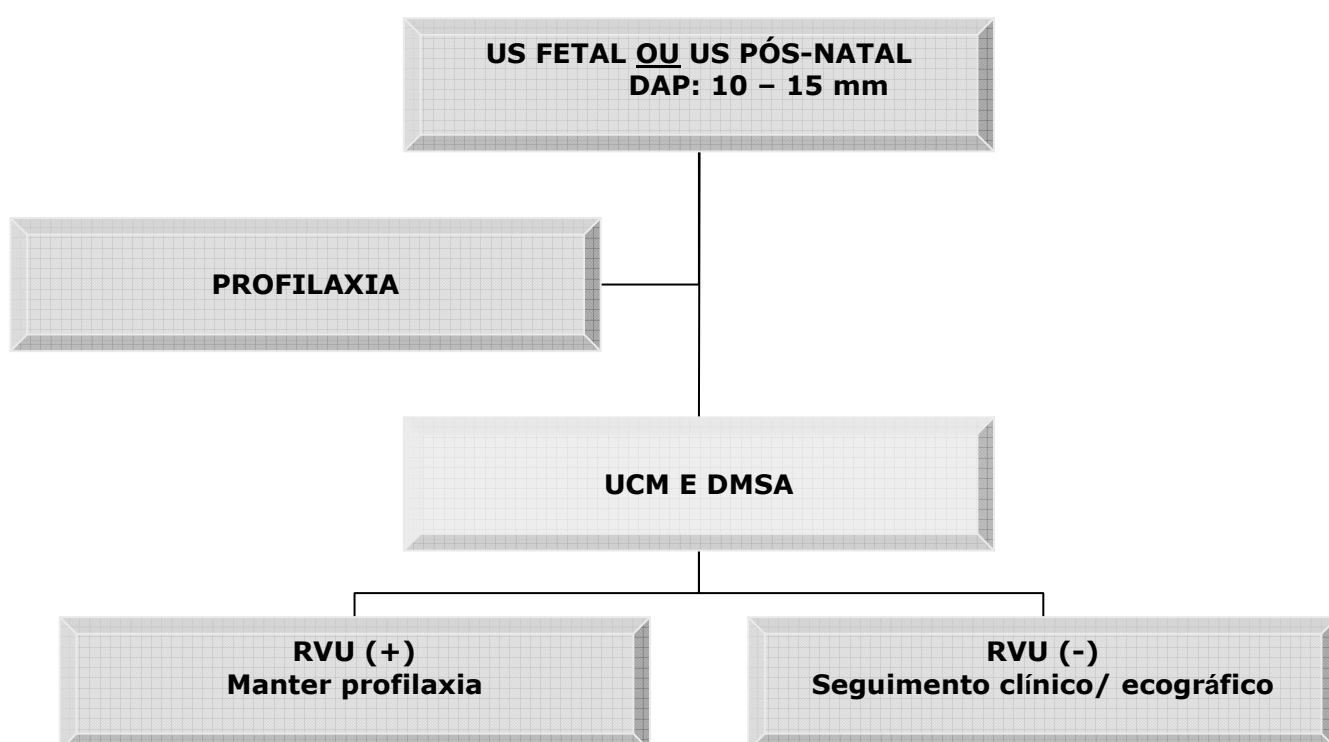 US FETAL OU US PÓS-NATAL
DAP: 10 – 15 mm
PROFILAXIA
UCM E DMSA
RVU (+)
Manter profilaxia
RVU (-)
Seguimento clínico/ ecográfico